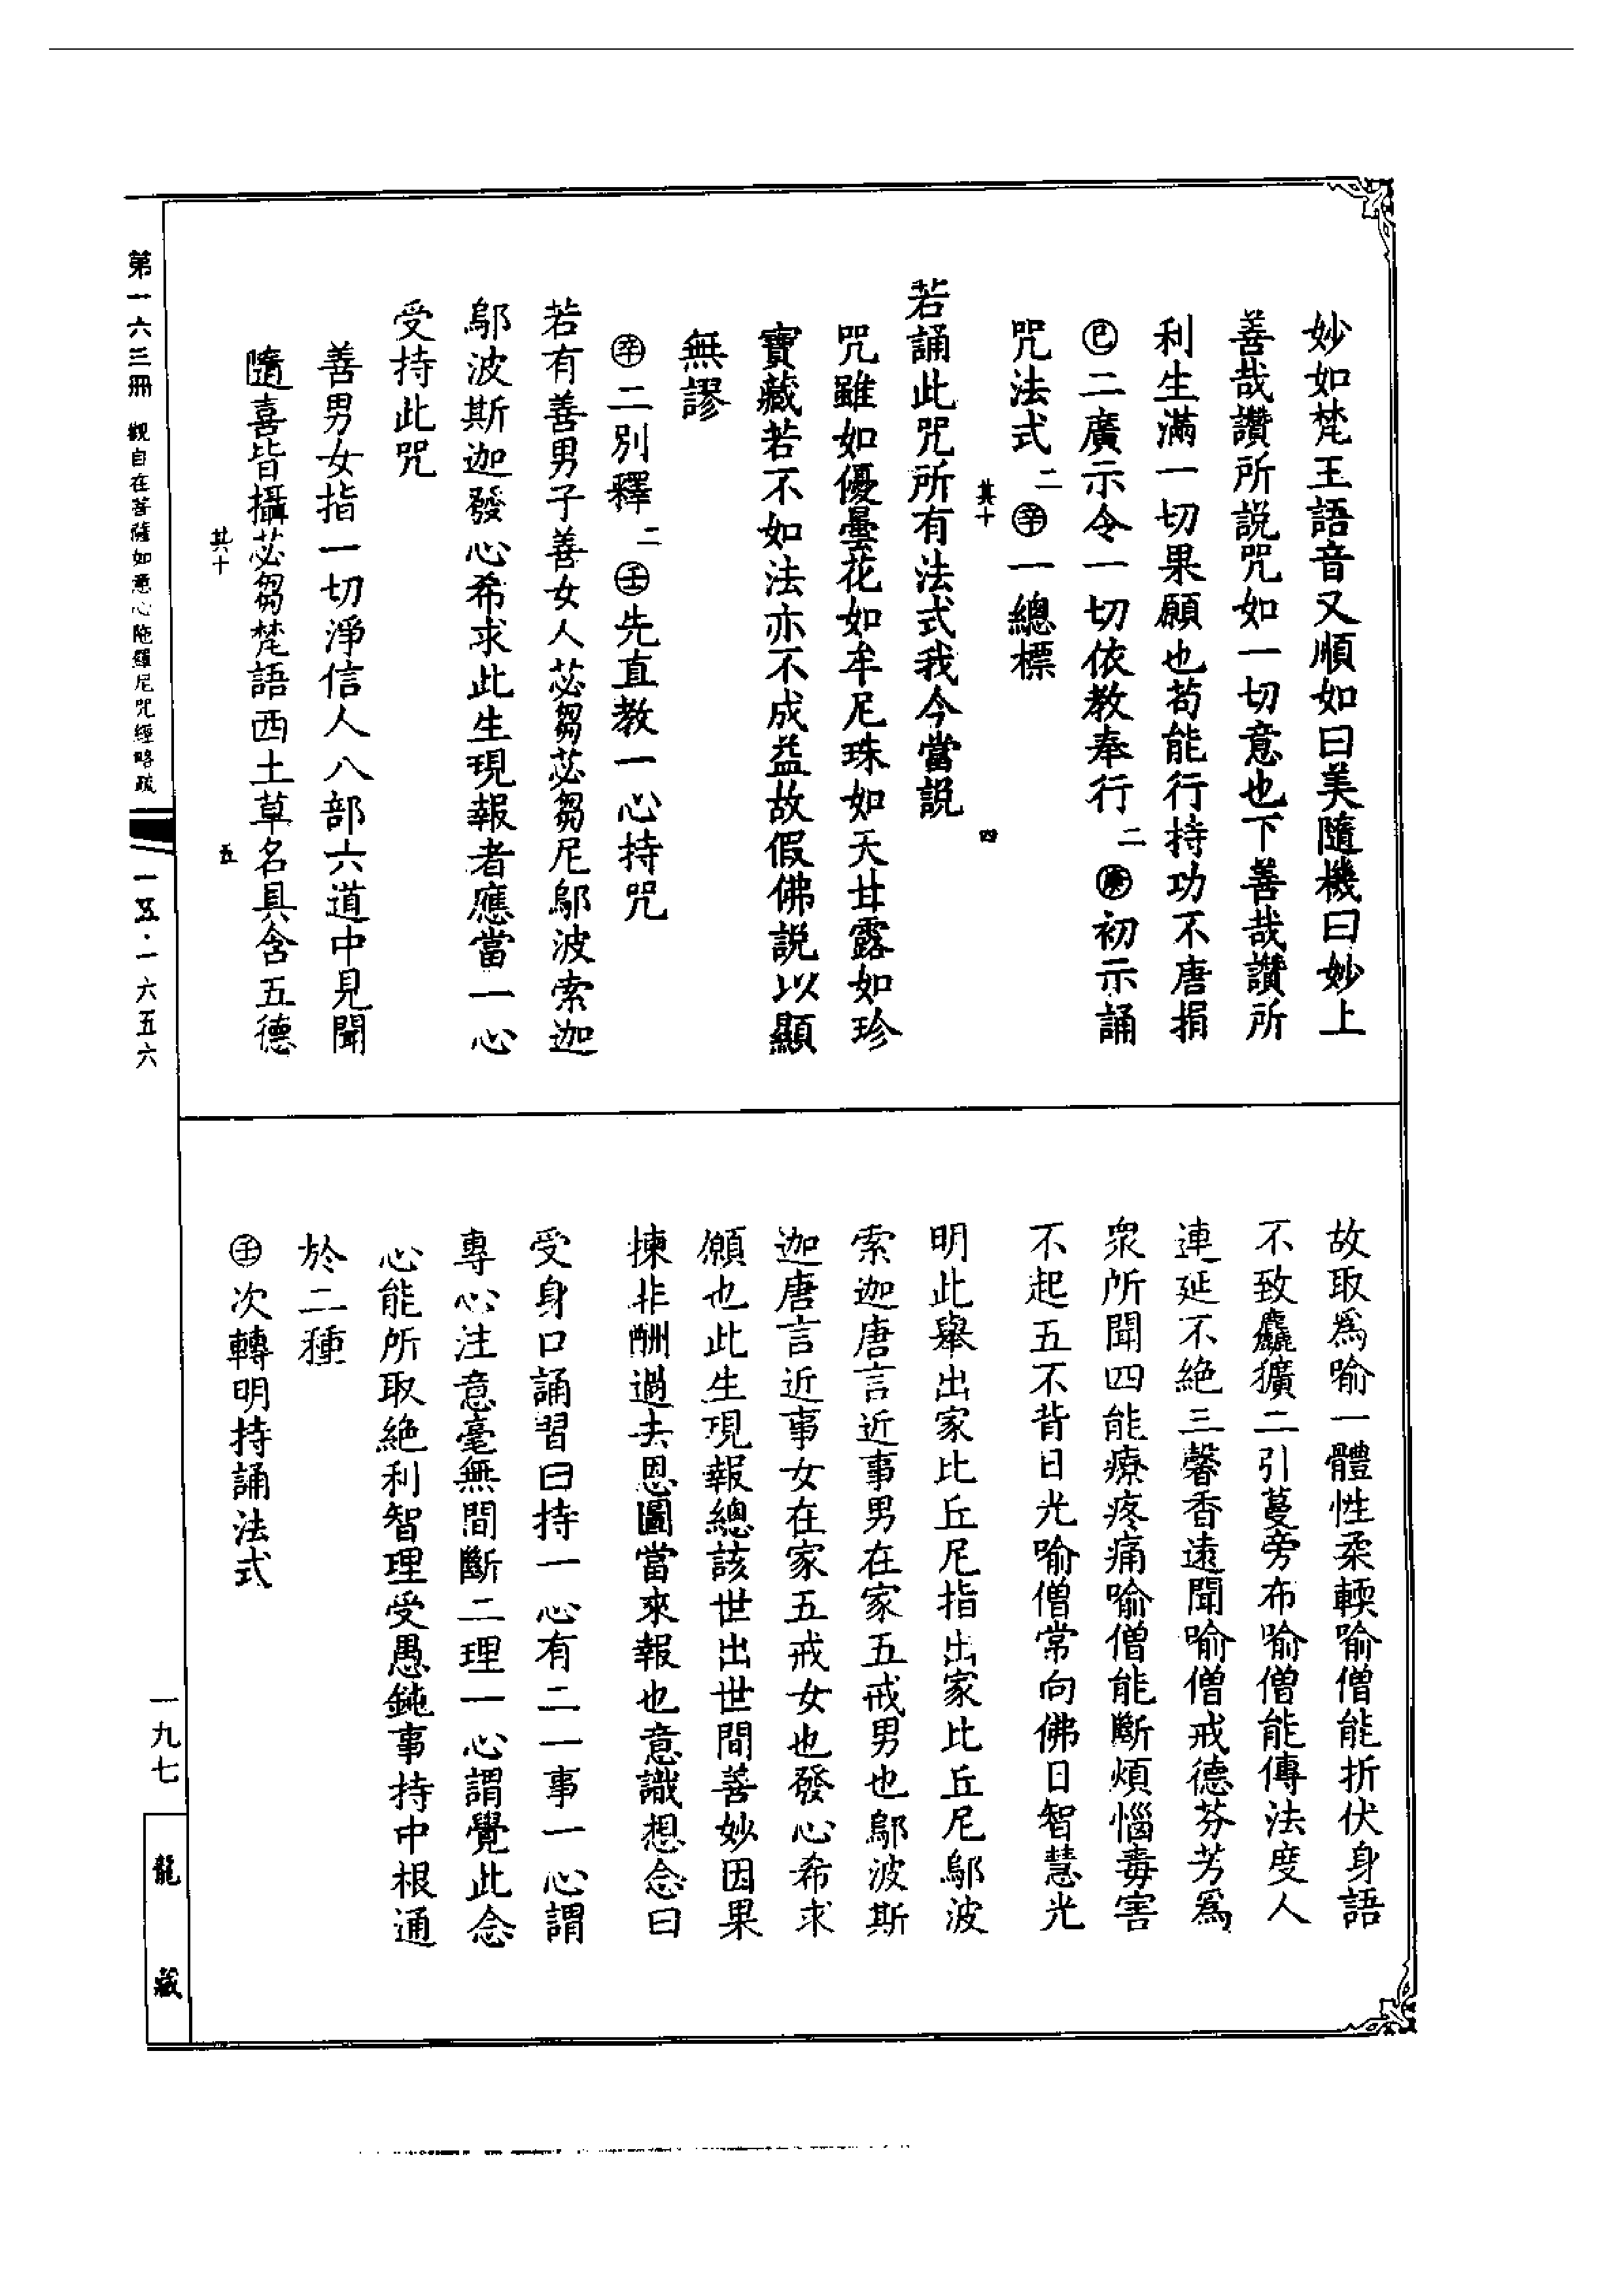 妙如梵王語音又順如曰美隨機曰妙上
善哉讚所説咒如一切意也下善哉讚所
利生滿一切果願也苟能行持功不唐捐
㊁二廣示令一切依教奉行二庚初示誦
咒法式二辛一總標
其十
四
若誦此咒所有法式我今當説
咒雖如優曇花如牟尼珠如天甘露如珍
寶藏若不如法亦不成益故假佛説以顯
無謬
辛二別釋二壬先直教一心持咒
若有善男子善女人苾芻苾芻尼鄔波索迦
鄔波斯迦發心希求此生現報者應當一心
受持此咒
善男女指一切淨信人八部六道中見聞
隨喜皆攝苾芻梵語西土草名具含五德
其十
五
故取爲喻一體性柔輭喻僧能折伏身語
不致麤獷二引蔓旁布喻僧能傳法度人
連延不絶三馨香遠聞喻僧戒德芬芳爲
衆所聞四能療疼痛喻僧能斷煩惱毒害
不起五不背日光喻僧常向佛日智慧光
明此舉出家比丘尼指出家比丘尼鄔波
索迦唐言近事男在家五戒男也鄔波斯
迦唐言近事女在家五戒女也發心希求
願也此生現報總該世出世間善妙因果
揀非酬過去恩圖當來報也意識想念曰
受身口誦習曰持一心有二一事一心謂
專心注意毫無間斷二理一心謂覺此念
心能所取絶利智理受愚鈍事持中根通
於二種
壬次轉明持誦法式
第一六三冊 觀自在菩薩如意心陀羅尼咒經略疏
一五·一六五六
一九七
龍藏